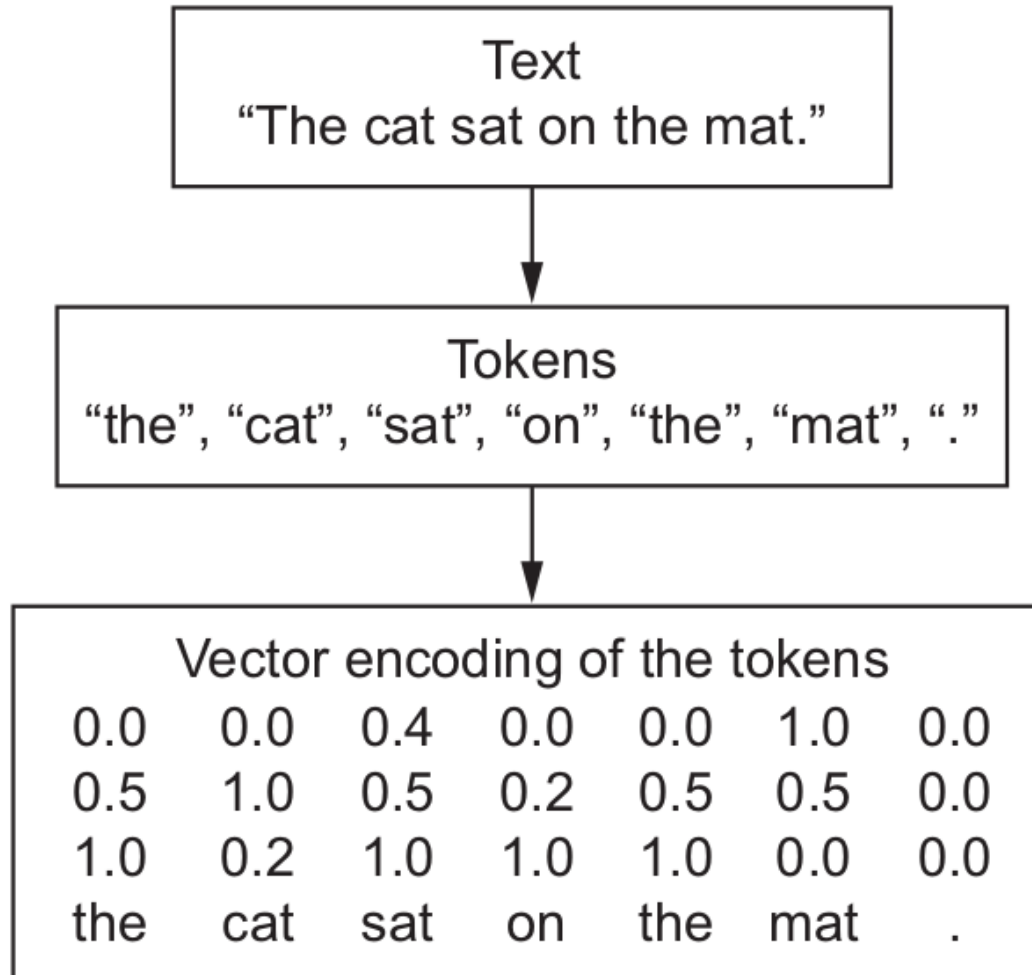 Text
“The cat sat on the mat.”
Tokens
“the”, “cat”, “sat”, “on”, “the”, “mat”, “.”
Vector encoding of the tokens
0.0 0.0 0.4 0.0 0.0 1.0 0.0
0.5 1.0 0.5 0.2 0.5 0.5 0.0
1.0 0.2 1.0 1.0 1.0 0.0 0.0
the cat sat on the mat .